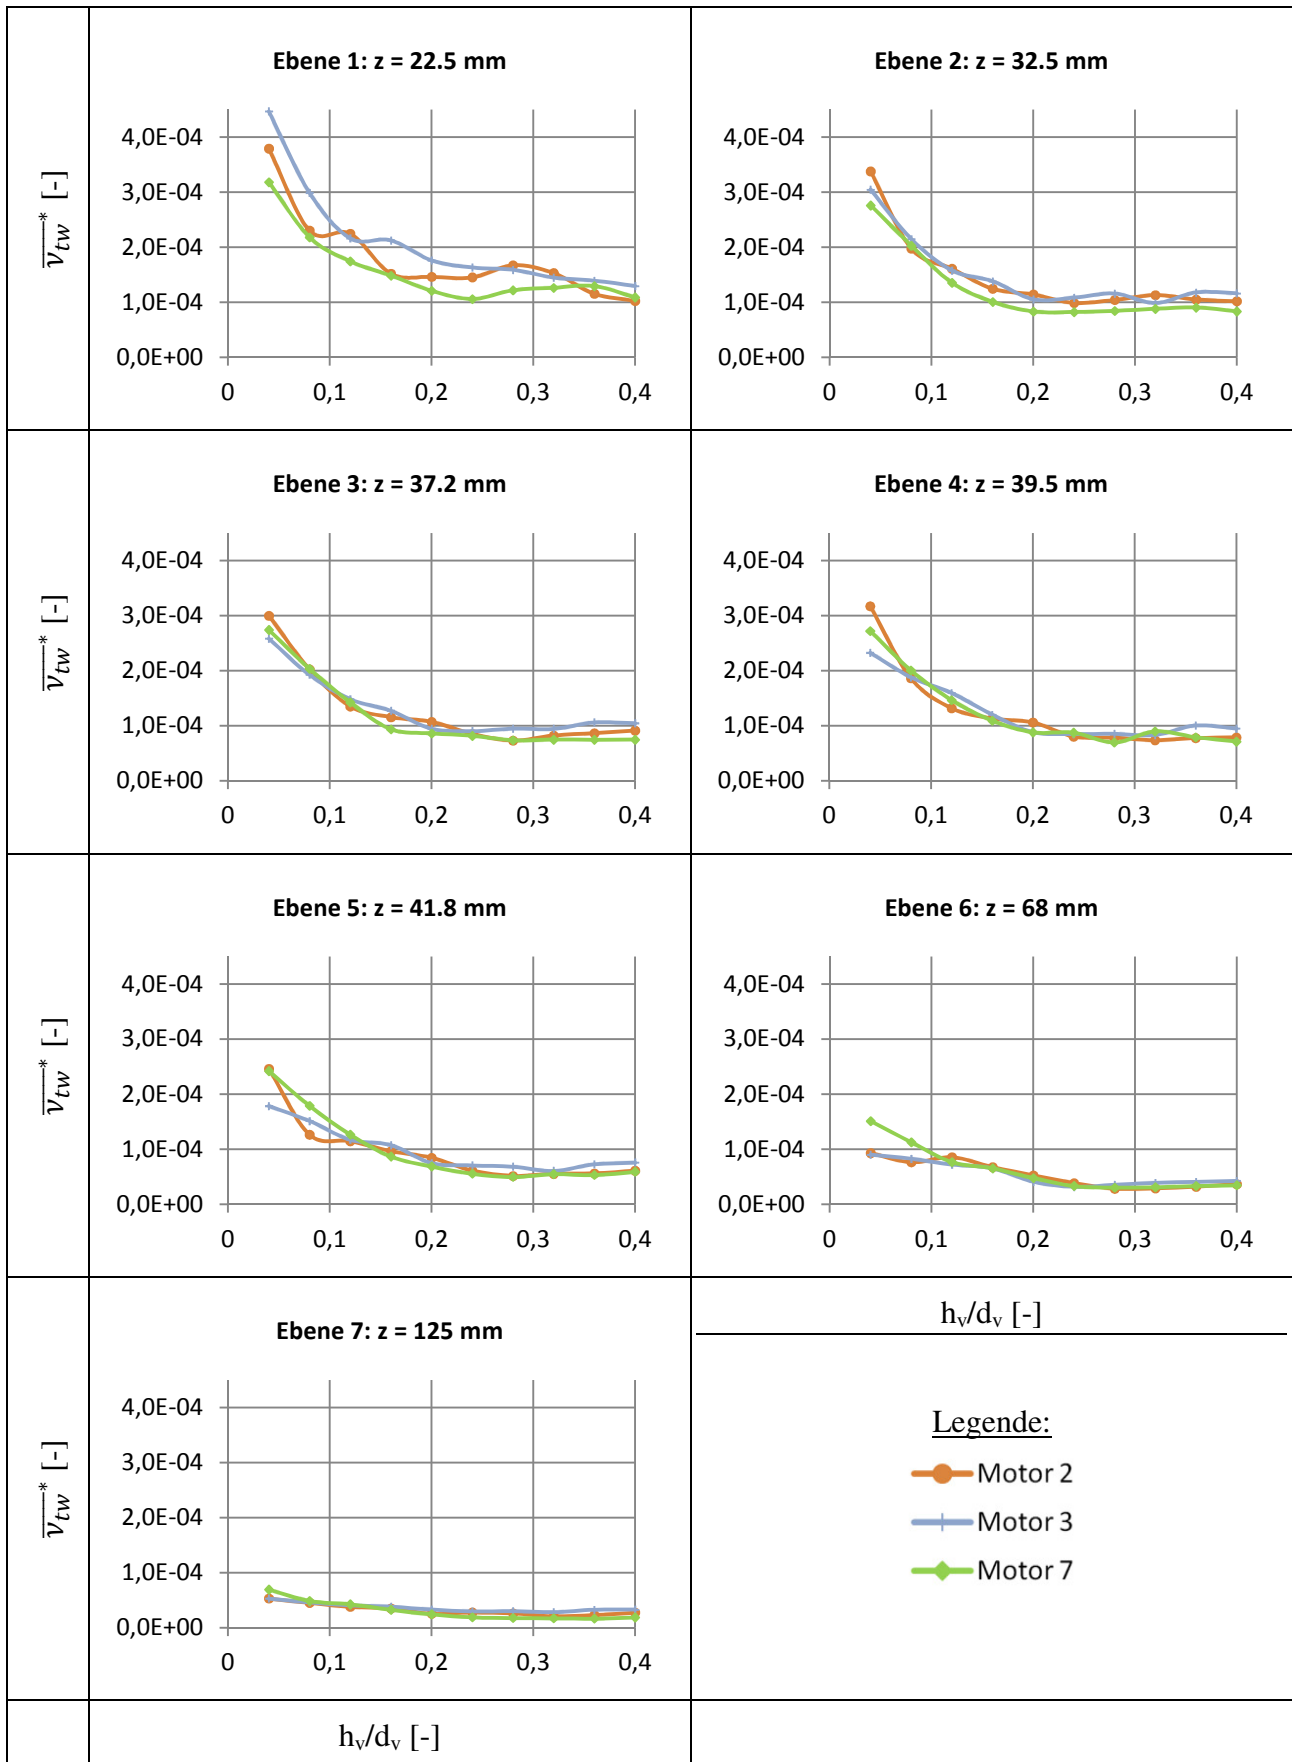 Ebene 1: z = 22.5 mm
Ebene 2: z = 32.5 mm
ν̅t̅w̅* [-]
4,0E-04
3,0E-04
2,0E-04
1,0E-04
0,0E+00
0 0,1 0,2 0,3 0,4
4,0E-04
3,0E-04
2,0E-04
1,0E-04
0,0E+00
0 0,1 0,2 0,3 0,4
Ebene 3: z = 37.2 mm
Ebene 4: z = 39.5 mm
ν̅t̅w̅* [-]
4,0E-04
3,0E-04
2,0E-04
1,0E-04
0,0E+00
0 0,1 0,2 0,3 0,4
4,0E-04
3,0E-04
2,0E-04
1,0E-04
0,0E+00
0 0,1 0,2 0,3 0,4
Ebene 5: z = 41.8 mm
Ebene 6: z = 68 mm
ν̅t̅w̅* [-]
4,0E-04
3,0E-04
2,0E-04
1,0E-04
0,0E+00
0 0,1 0,2 0,3 0,4
4,0E-04
3,0E-04
2,0E-04
1,0E-04
0,0E+00
0 0,1 0,2 0,3 0,4
Ebene 7: z = 125 mm
ν̅t̅w̅* [-]
4,0E-04
3,0E-04
2,0E-04
1,0E-04
0,0E+00
0 0,1 0,2 0,3 0,4
hᵥ/dᵥ [-]
Legende:
Motor 2
Motor 3
Motor 7
hᵥ/dᵥ [-]